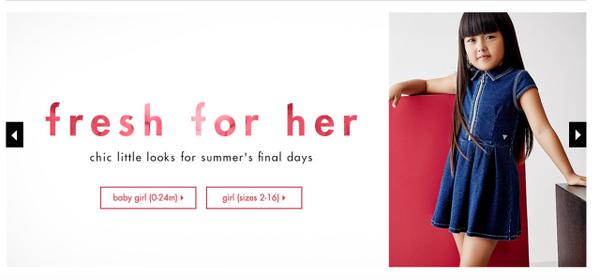 fresh for her
chic little looks for summer's final days
baby girl (0-24m)
girl (sizes 2-16)